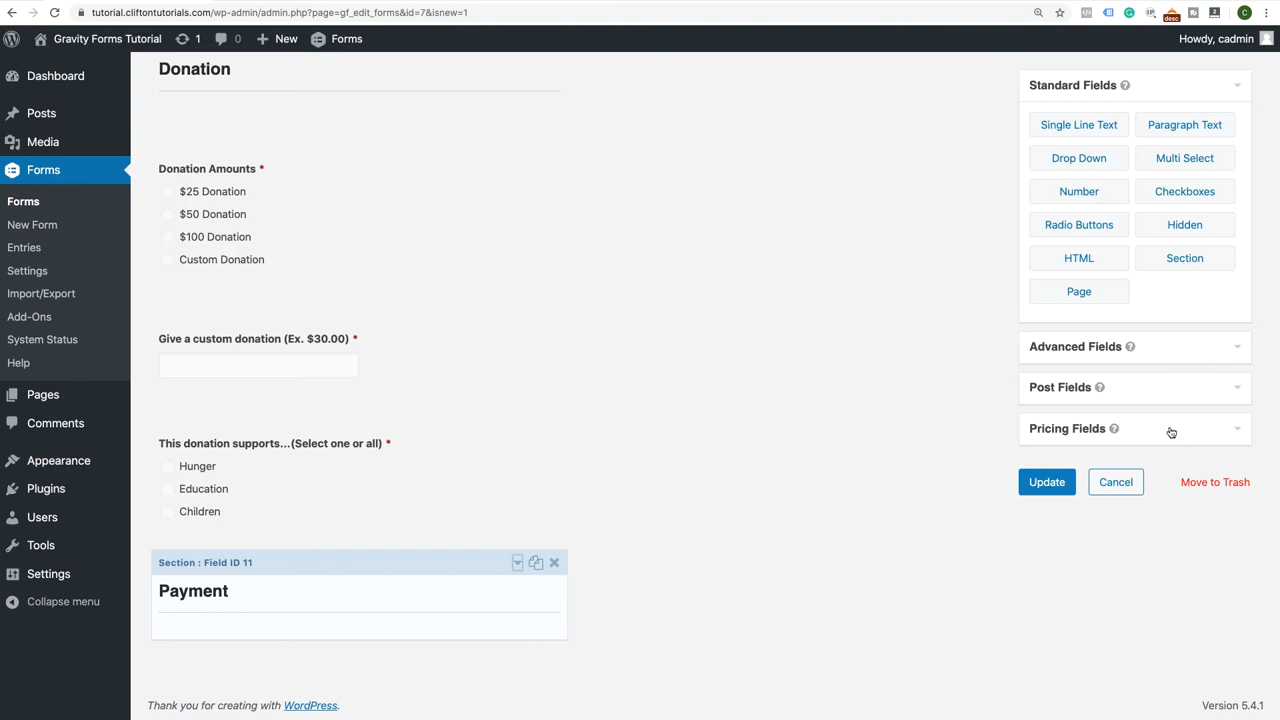 tutorial.cliftontutorials.com/wp-admin/admin.php?page=gf_edit_forms&id=7&isnew=1
desc
2
C
Gravity Forms Tutorial
1
0
New
Forms
Howdy, cadmin
Dashboard
Posts
Media
Forms
Forms
New Form
Entries
Settings
Import/Export
Add-Ons
System Status
Help
Pages
Comments
Appearance
Plugins
Users
Tools
Settings
Collapse menu
Donation
Donation Amounts *
$25 Donation
$50 Donation
$100 Donation
Custom Donation
Give a custom donation (Ex. $30.00) *
This donation supports...(Select one or all) *
Hunger
Education
Children
Section : Field ID 11
Payment
Standard Fields ?
Single Line Text
Paragraph Text
Drop Down
Multi Select
Number
Checkboxes
Radio Buttons
Hidden
HTML
Section
Page
Advanced Fields ?
Post Fields ?
Pricing Fields ?
Update
Cancel
Move to Trash
Thank you for creating with WordPress.
Version 5.4.1